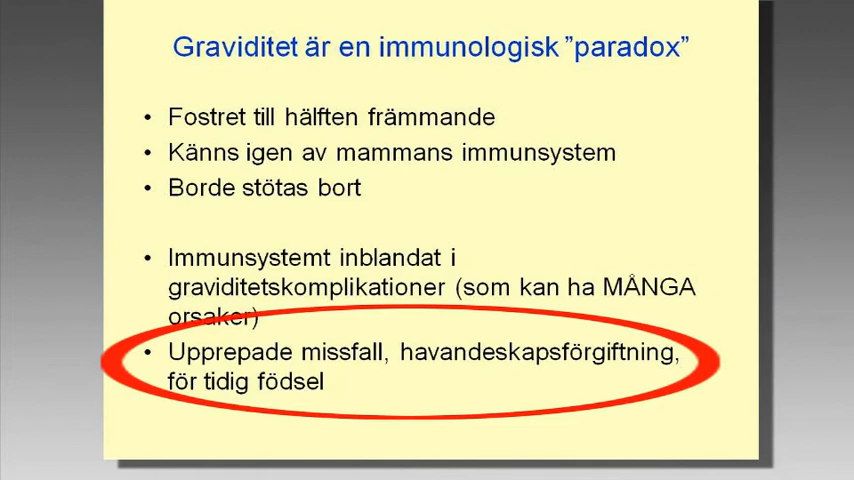 Graviditet är en immunologisk ”paradox”
• Fostret till hälften främmande
• Känns igen av mammans immunsystem
• Borde stötas bort
• Immunsystemt inblandat i
graviditetskomplikationer (som kan ha MÅNGA
orsaker)
• Upprepade missfall, havandeskapsförgiftning,
för tidig födsel